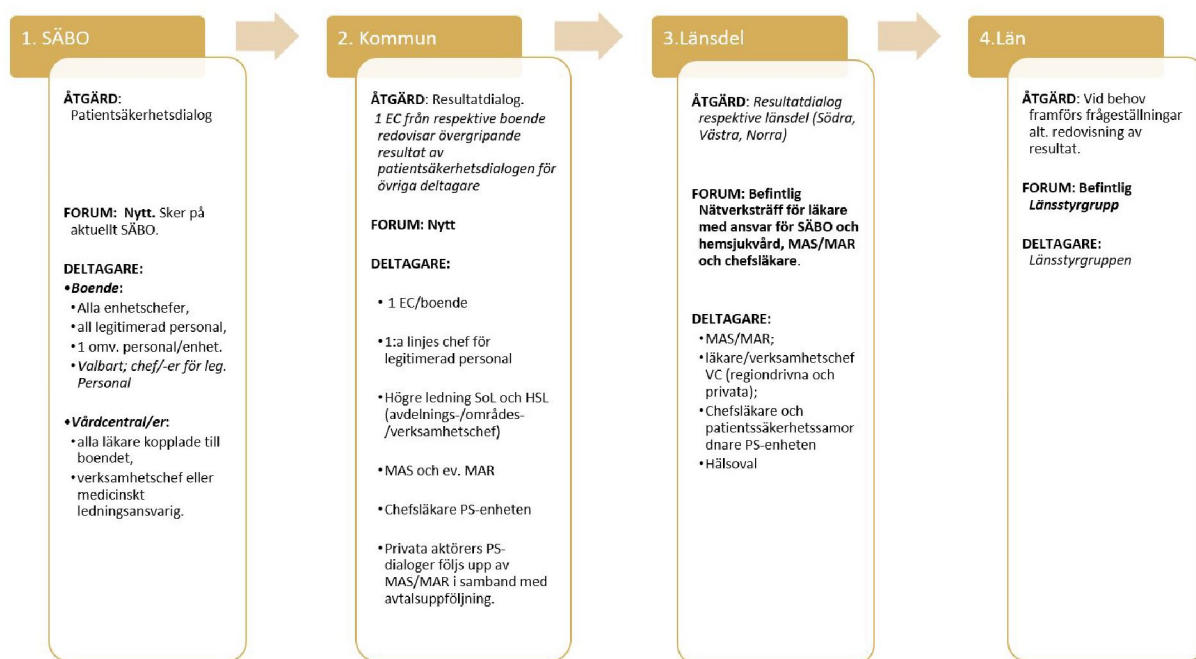 1. SÄBO
ÅTGÄRD:
Patientsäkerhetsdialog
FORUM: Nytt. Sker på
aktuellt SÄBO.
DELTAGARE:
•Boende:
•Alla enhetschefer,
•all legitimerad personal,
•1 omv. personal/enhet.
•Valbart; chef/-er för leg.
Personal
•Vårdcentral/er:
•alla läkare kopplade till
boendet,
•verksamhetschef eller
medicinskt
ledningsansvarig.
2. Kommun
ÅTGÄRD: Resultatdialog.
1 EC från respektive boende
redovisar övergripande
resultat av
patientsäkerhetsdialogen för
övriga deltagare
FORUM: Nytt
DELTAGARE:
• 1 EC/boende
•1:a linjes chef för
legitimerad personal
•Högre ledning SoL och HSL
(avdelnings-/områdes-
/verksamhetschef)
•MAS och ev. MAR
•Chefsläkare PS-enheten
•Privata aktörers PS-
dialoger följs upp av
MAS/MAR i samband med
avtalsuppföljning.
3.Länsdel
ÅTGÄRD: Resultatdialog
respektive länsdel (Södra,
Västra, Norra)
FORUM: Befintlig
Nätverksträff för läkare
med ansvar för SÄBO och
hemsjukvård, MAS/MAR
och chefsläkare.
DELTAGARE:
•MAS/MAR;
•läkare/verksamhetschef
VC (regiondrivna och
privata);
•Chefsläkare och
patientssäkerhetssamor
dnare PS-enheten
•Hälsoval
4.Län
ÅTGÄRD: Vid behov
framförs frågeställningar
alt. redovisning av
resultat.
FORUM: Befintlig
Länsstyrgrupp
DELTAGARE:
Länsstyrgruppen